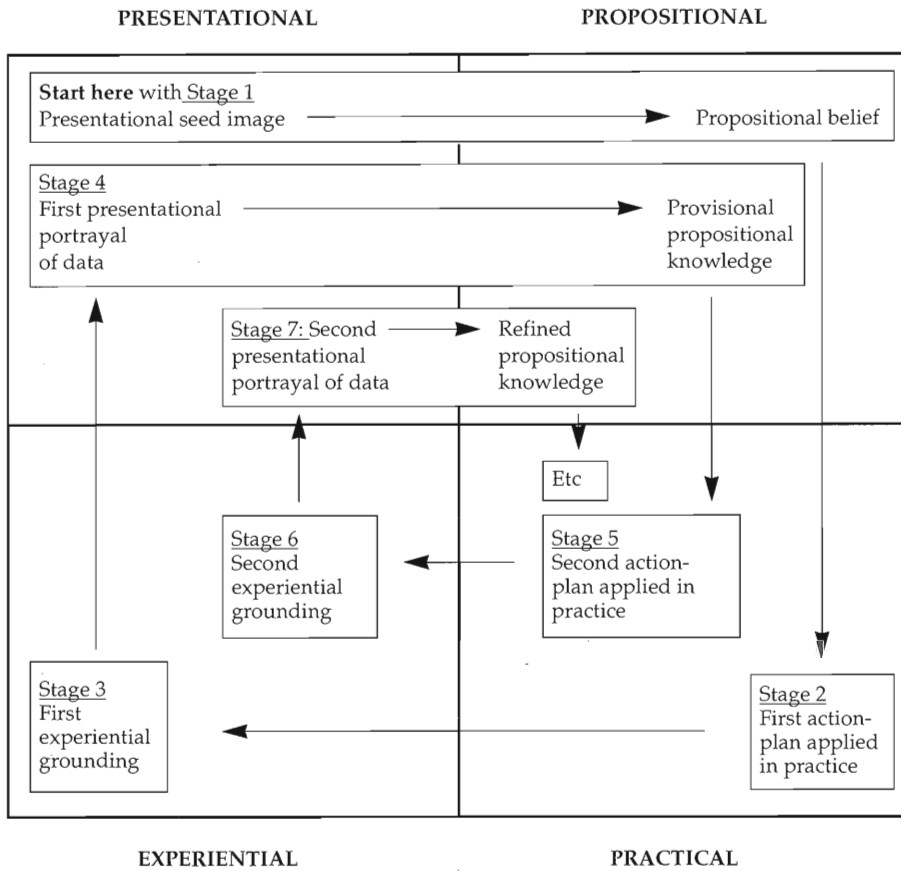 PRESENTATIONAL
PROPOSITIONAL
Start here with Stage 1
Presentational seed image
Propositional belief
Stage 4
First presentational
portrayal
of data
Provisional
propositional
knowledge
Stage 7: Second
presentational
portrayal of data
Refined
propositional
knowledge
Etc
Stage 6
Second
experiential
grounding
Stage 5
Second action-
plan applied in
practice
Stage 3
First
experiential
grounding
Stage 2
First action-
plan applied
in practice
EXPERIENTIAL
PRACTICAL